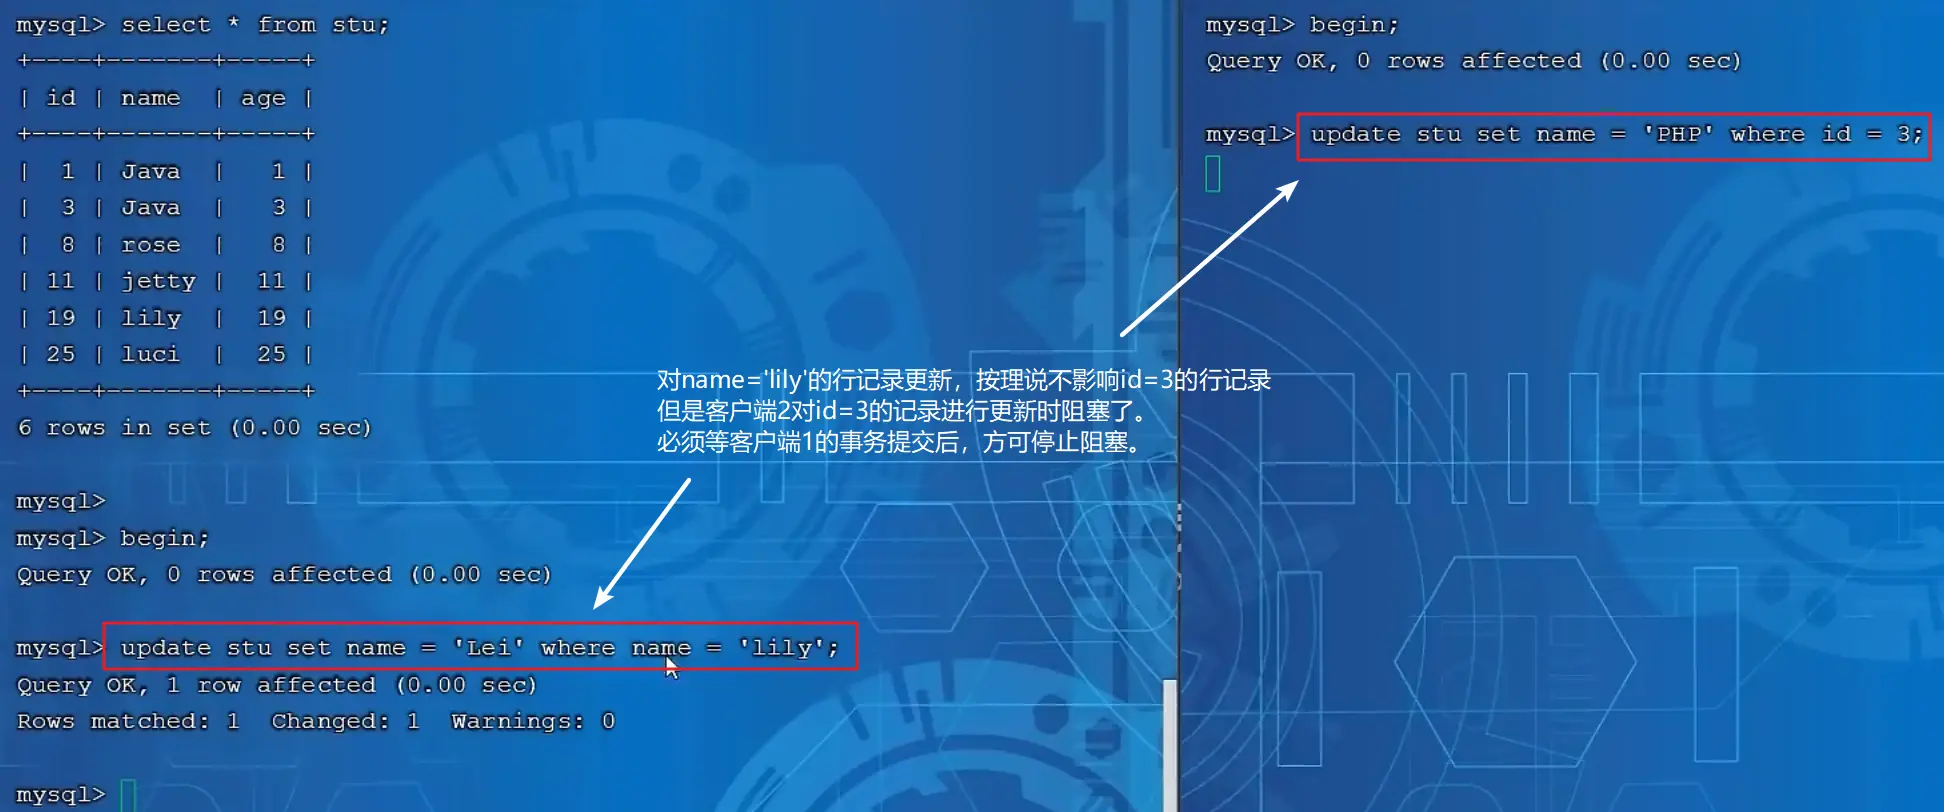 mysql> select * from stu;
+----+-------+-----+
| id | name  | age |
+----+-------+-----+
|  1 | Java  |   1 |
|  3 | Java  |   3 |
|  8 | rose  |   8 |
| 11 | jetty |  11 |
| 19 | lily  |  19 |
| 25 | luci  |  25 |
+----+-------+-----+
6 rows in set (0.00 sec)
mysql>
mysql> begin;
Query OK, 0 rows affected (0.00 sec)
mysql> update stu set name = 'Lei' where name = 'lily';
Query OK, 1 row affected (0.00 sec)
Rows matched: 1  Changed: 1  Warnings: 0
mysql>
对name='lily'的行记录更新，按理说不影响id=3的行记录
但是客户端2对id=3的记录进行更新时阻塞了。
必须等客户端1的事务提交后，方可停止阻塞。
mysql> begin;
Query OK, 0 rows affected (0.00 sec)
mysql> update stu set name = 'PHP' where id = 3;